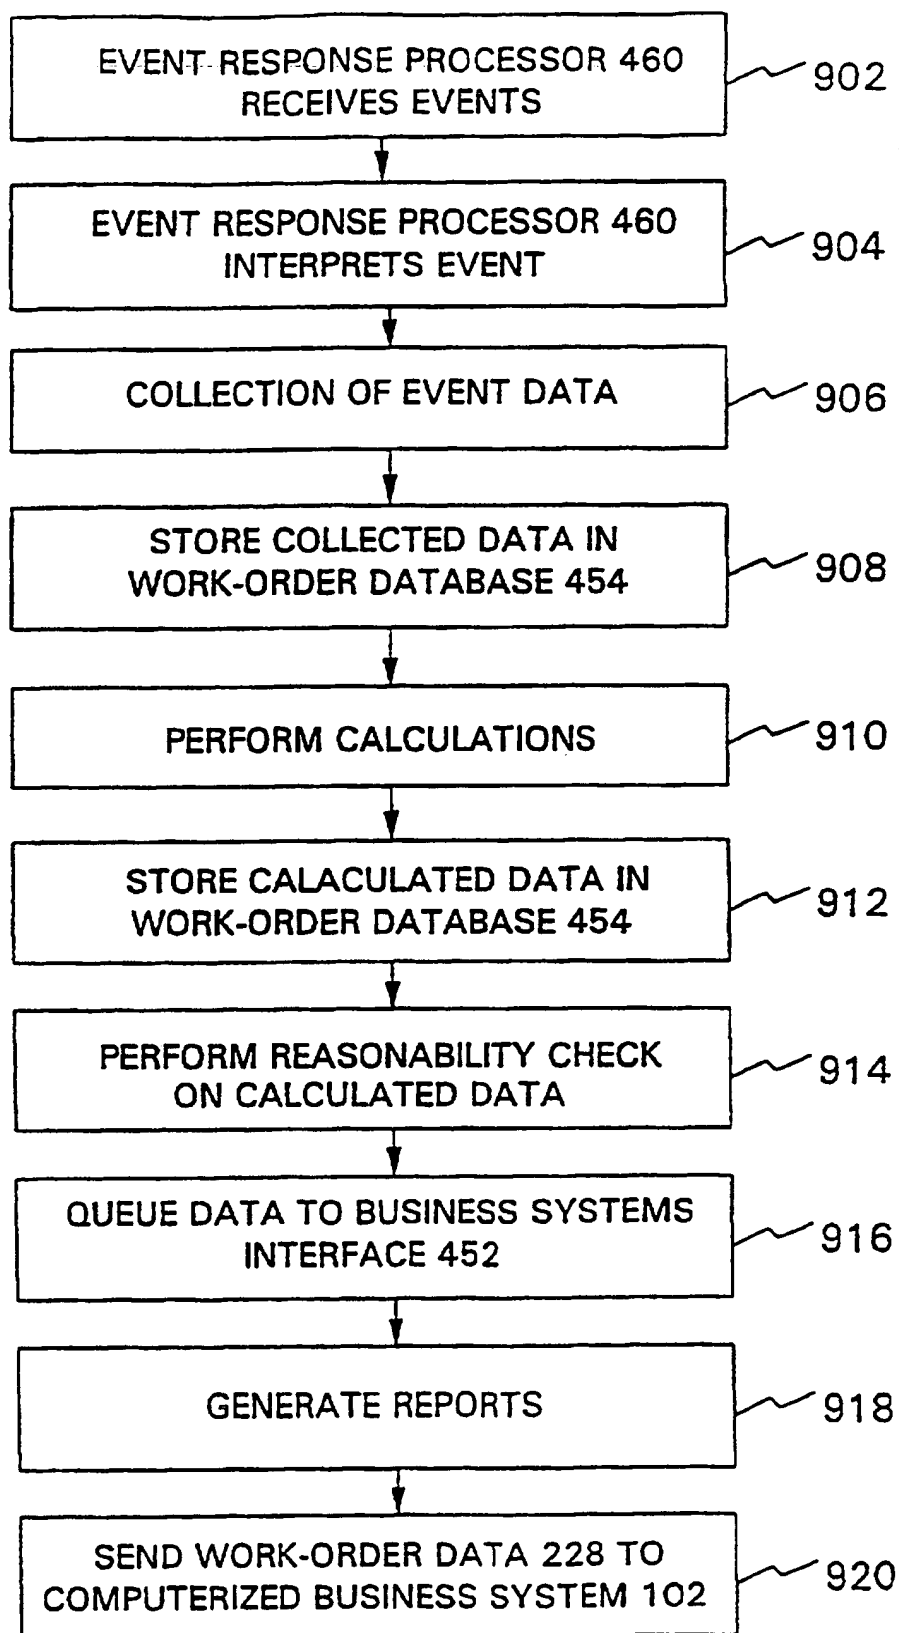 EVENT RESPONSE PROCESSOR 460
RECEIVES EVENTS
902
EVENT RESPONSE PROCESSOR 460
INTERPRETS EVENT
904
COLLECTION OF EVENT DATA
906
STORE COLLECTED DATA IN
WORK-ORDER DATABASE 454
908
PERFORM CALCULATIONS
910
STORE CALACULATED DATA IN
WORK-ORDER DATABASE 454
912
PERFORM REASONABILITY CHECK
ON CALCULATED DATA
914
QUEUE DATA TO BUSINESS SYSTEMS
INTERFACE 452
916
GENERATE REPORTS
918
SEND WORK-ORDER DATA 228 TO
COMPUTERIZED BUSINESS SYSTEM 102
920